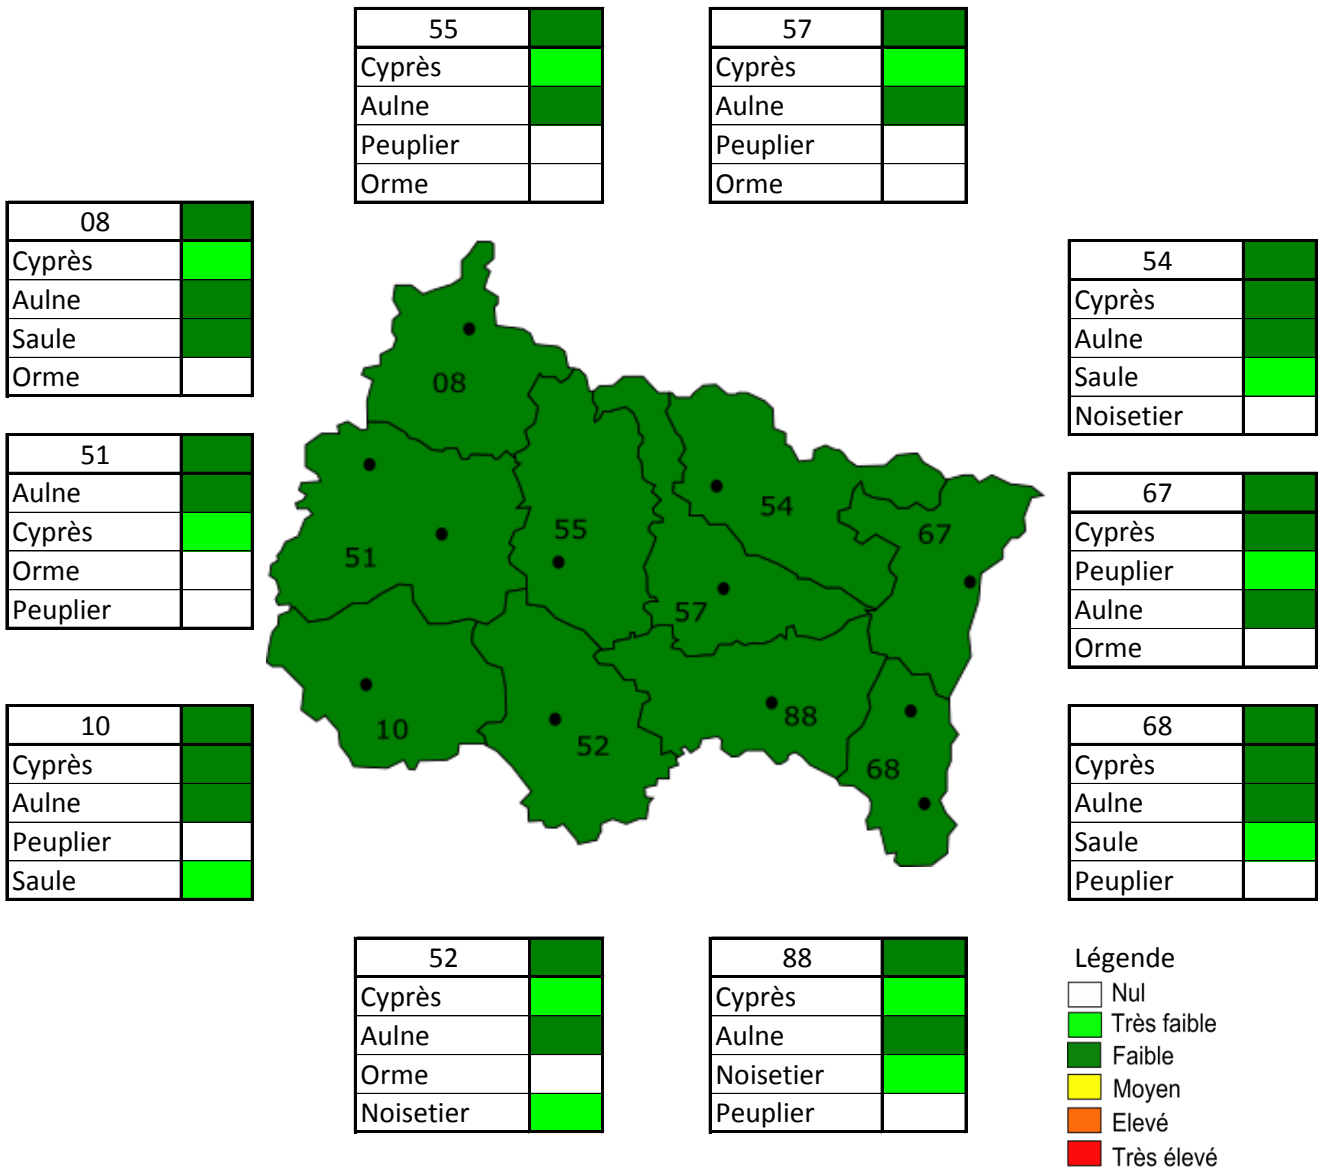 55
Cyprès
Aulne
Peuplier
Orme
57
Cyprès
Aulne
Peuplier
Orme
08
Cyprès
Aulne
Saule
Orme
54
Cyprès
Aulne
Saule
Noisetier
51
Aulne
Cyprès
Orme
Peuplier
67
Cyprès
Peuplier
Aulne
Orme
10
Cyprès
Aulne
Peuplier
Saule
68
Cyprès
Aulne
Saule
Peuplier
08
54
55
67
51
57
88
10
52
68
52
Cyprès
Aulne
Orme
Noisetier
88
Cyprès
Aulne
Noisetier
Peuplier
Légende
Nul
Très faible
Faible
Moyen
Elevé
Très élevé